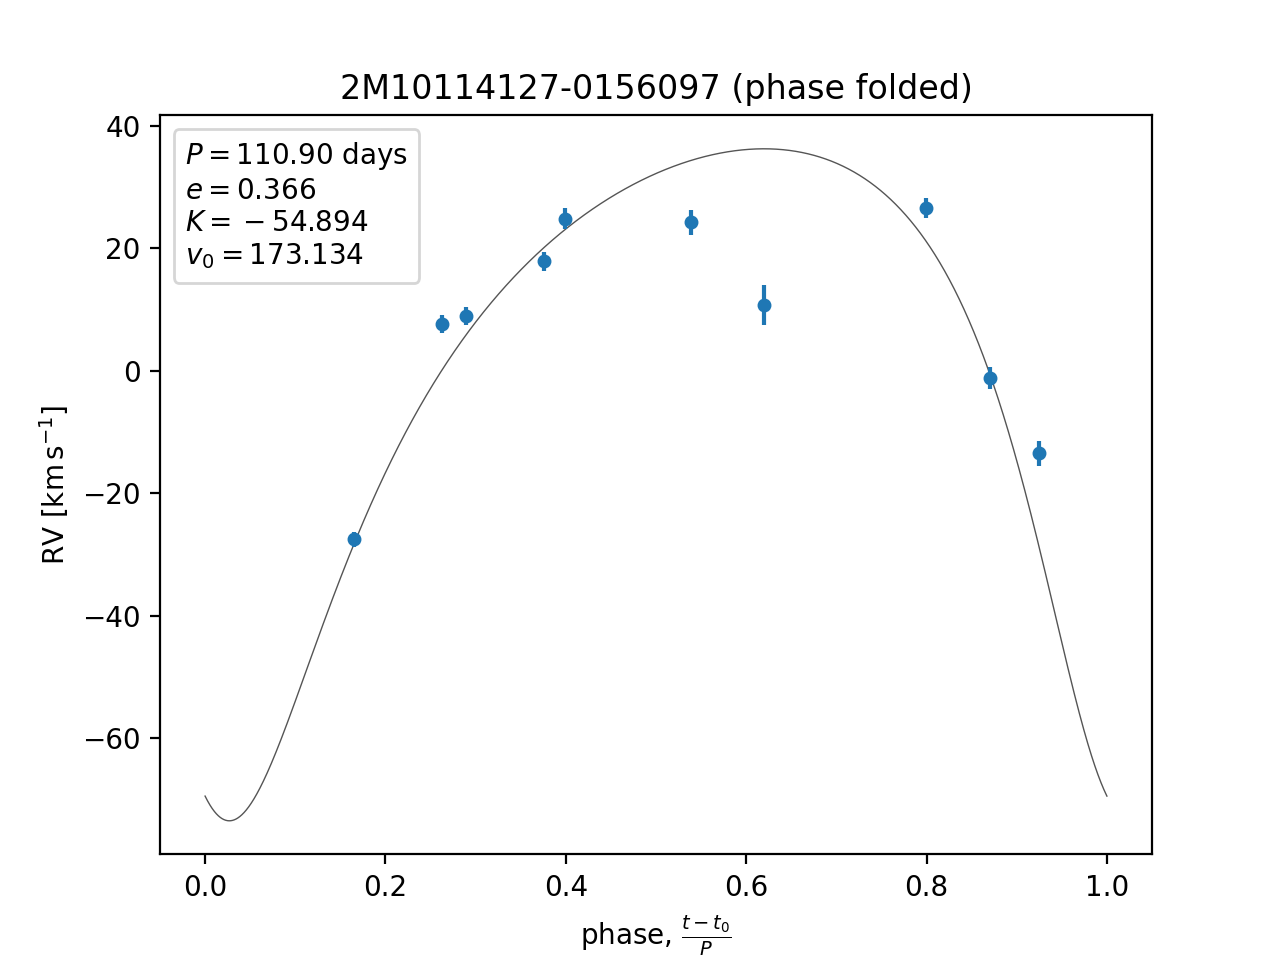 2M10114127-0156097 (phase folded)
P = 110.90 days
e = 0.366
K = −54.894
v₀ = 173.134
40
20
0
−20
−40
−60
RV [km s⁻¹]
0.0 0.2 0.4 0.6 0.8 1.0
phase, (t − t₀)/P